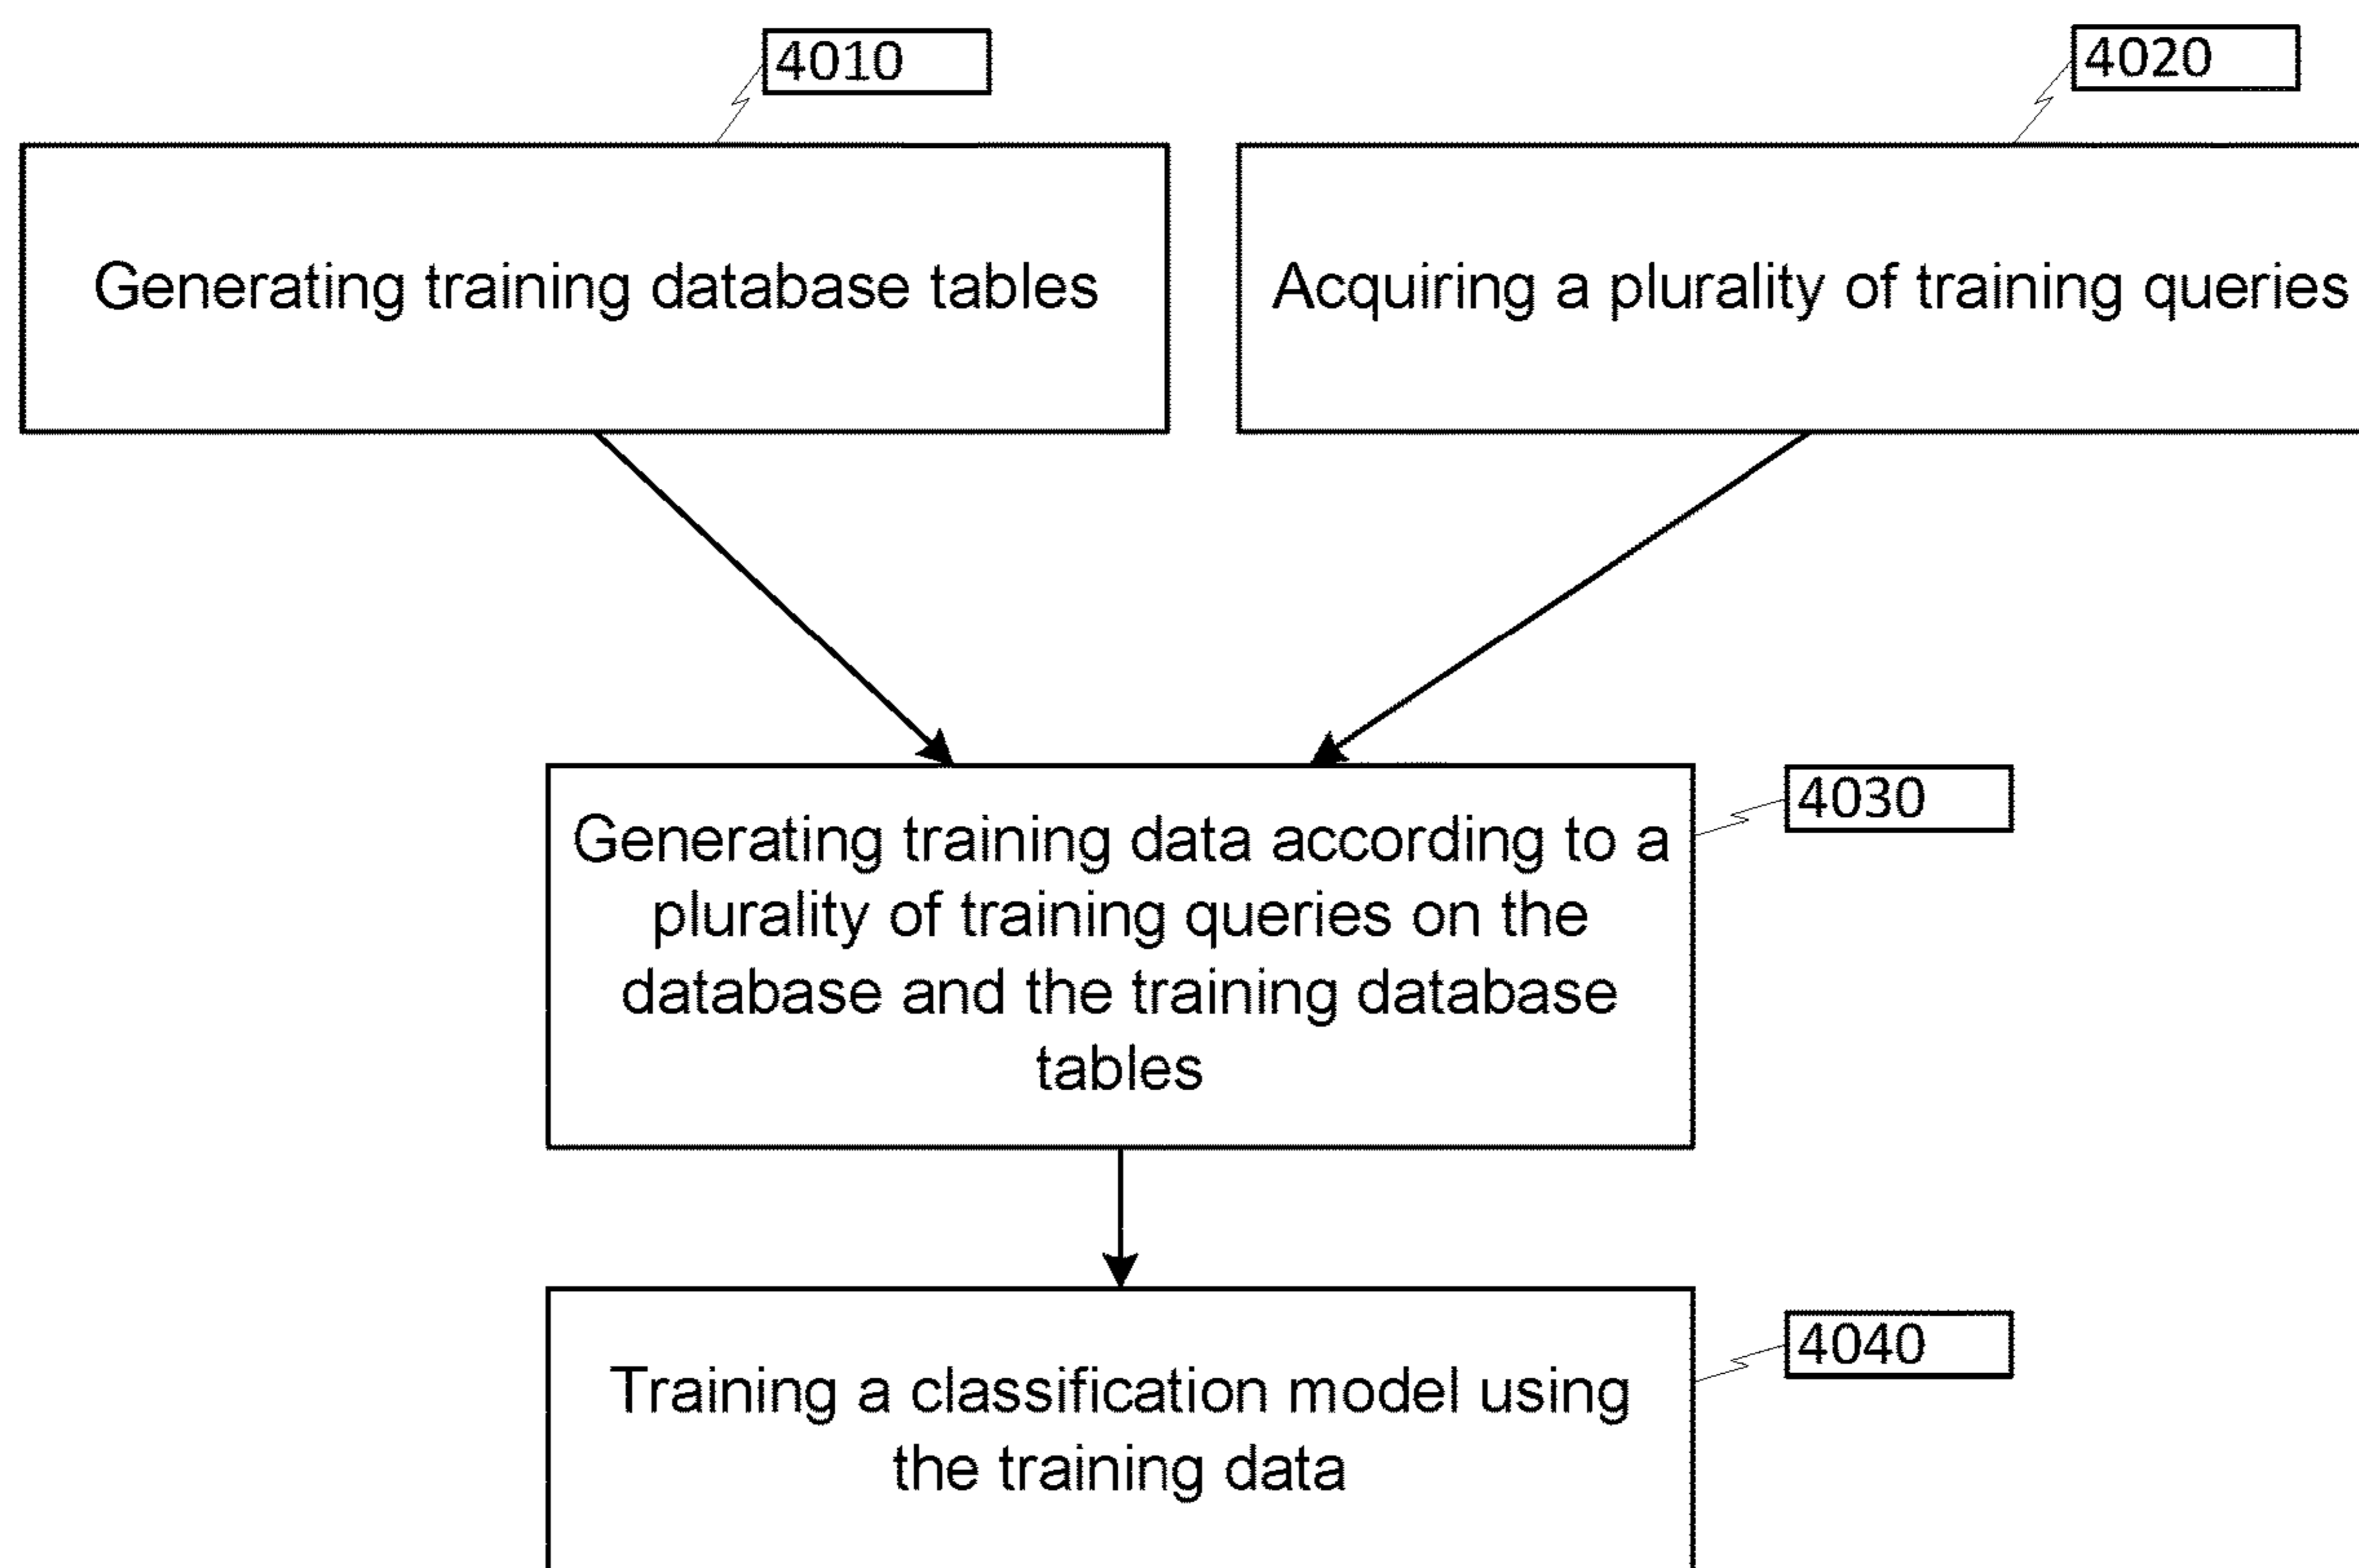 4010
4020
Generating training database tables
Acquiring a plurality of training queries
4030
Generating training data according to a
plurality of training queries on the
database and the training database
tables
4040
Training a classification model using
the training data